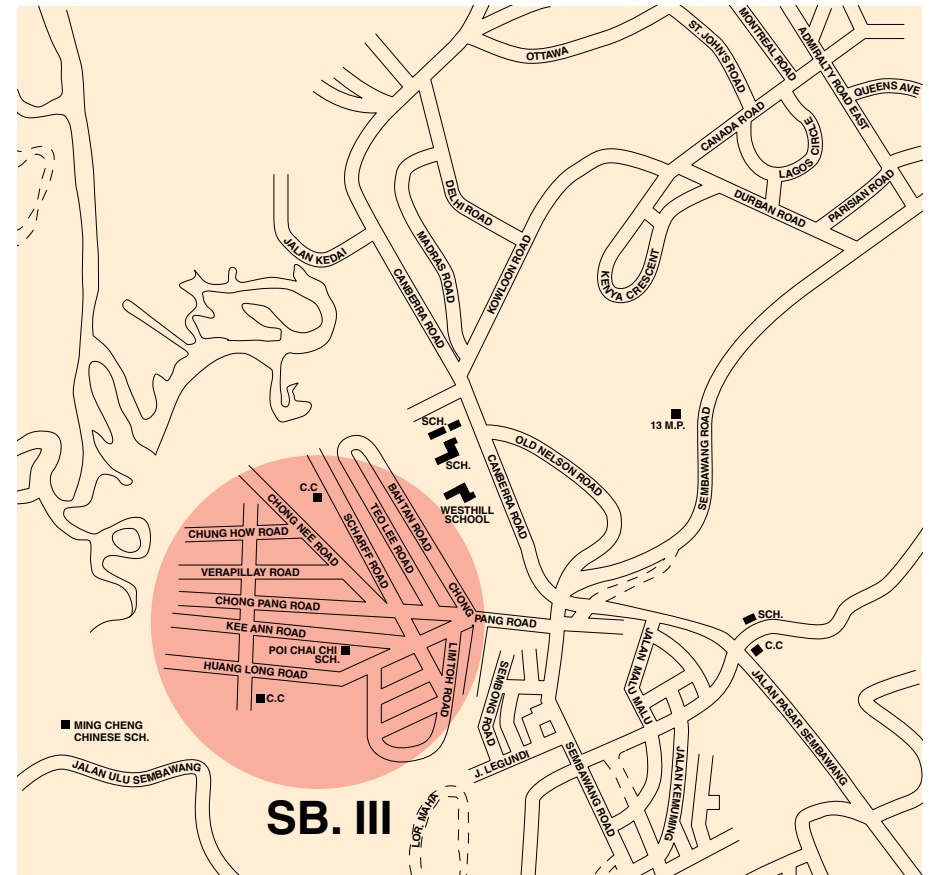 OTTAWA
ST. JOHN'S ROAD
MONTREAL ROAD
ADMIRALTY ROAD EAST
QUEENS AVE
CANADA ROAD
LAGOS CIRCLE
DURBAN ROAD
PARISIAN ROAD
DELHI ROAD
MADRAS ROAD
KOWLOON ROAD
KENYA CRESCENT
JALAN KEDAI
CANBERRA ROAD
13 M.P.
SEMBAWANG ROAD
SCH.
SCH.
OLD NELSON ROAD
CANBERRA ROAD
WESTHILL
SCHOOL
C.C
CHONG NEE ROAD
SCHARFF ROAD
TEO LEE ROAD
BAHTAN ROAD
CHUNG HOW ROAD
VERAPILLAY ROAD
CHONG PANG ROAD
CHONG PANG ROAD
KEE ANN ROAD
POI CHAI CHI
SCH.
HUANG LONG ROAD
C.C
LIMTOH ROAD
SEMBONG ROAD
JALAN MALU MALU
SCH.
C.C
JALAN PASAR SEMBAWANG
MING CHENG
CHINESE SCH.
JALAN ULU SEMBAWANG
J. LEGUNDI
SEMBAWANG ROAD
JALAN KEMUMING
LOR. MAHA
SB. III